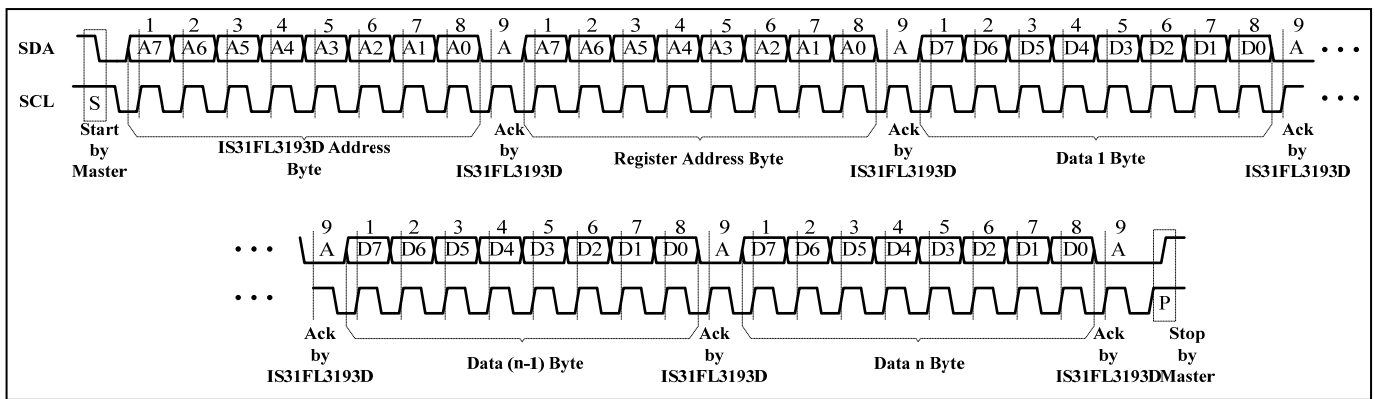 1 2 3 4 5 6 7 8 9 1 2 3 4 5 6 7 8 9 1 2 3 4 5 6 7 8 9
SDA A7 A6 A5 A4 A3 A2 A1 A0 A A7 A6 A5 A4 A3 A2 A1 A0 A D7 D6 D5 D4 D3 D2 D1 D0 A • • •
SCL S • • •
Start by Master
IS31FL3193D Address Byte
Ack by IS31FL3193D
Register Address Byte
Ack by IS31FL3193D
Data 1 Byte
Ack by IS31FL3193D
9 1 2 3 4 5 6 7 8 9 1 2 3 4 5 6 7 8 9
• • • A D7 D6 D5 D4 D3 D2 D1 D0 A D7 D6 D5 D4 D3 D2 D1 D0 A
• • • P
Ack by IS31FL3193D
Data (n-1) Byte
Ack by IS31FL3193D
Data n Byte
Ack by IS31FL3193D
Stop by Master